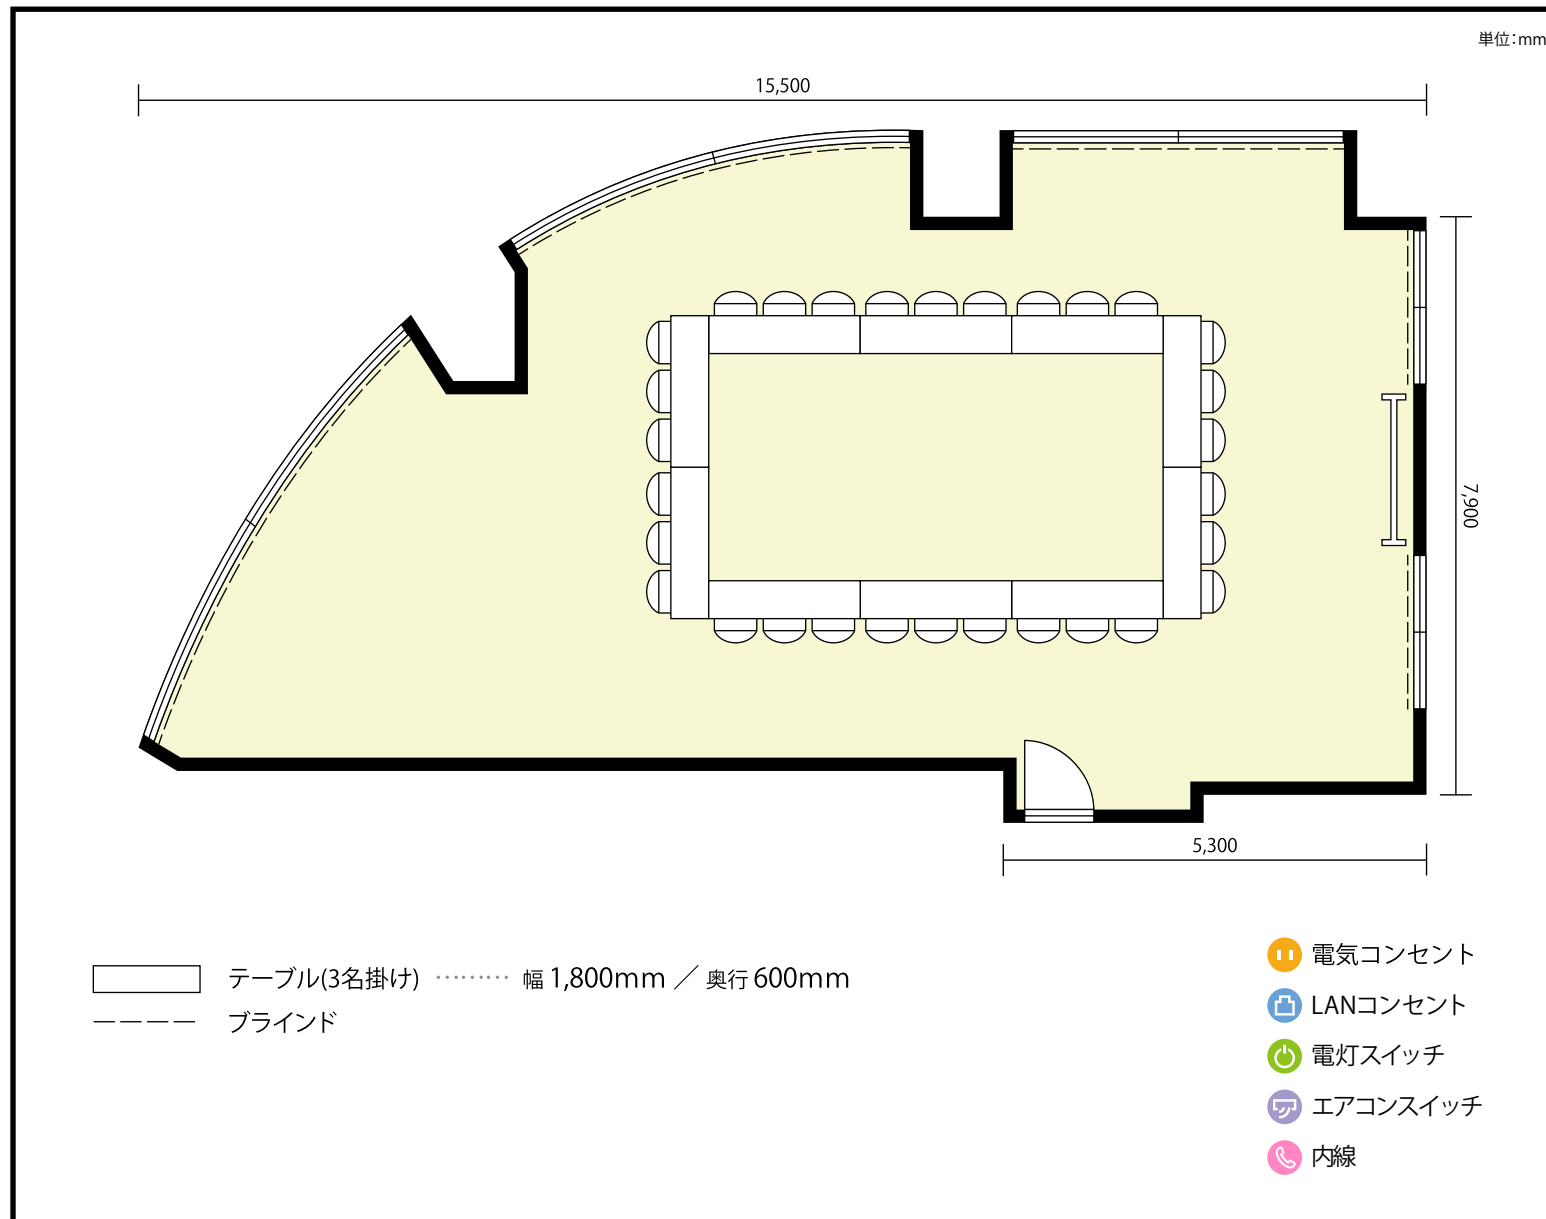 単位：mm
15,500
7,900
5,300
テーブル(3名掛け) ……… 幅 1,800mm ／ 奥行 600mm
ブラインド
電気コンセント
LANコンセント
電灯スイッチ
エアコンスイッチ
内線